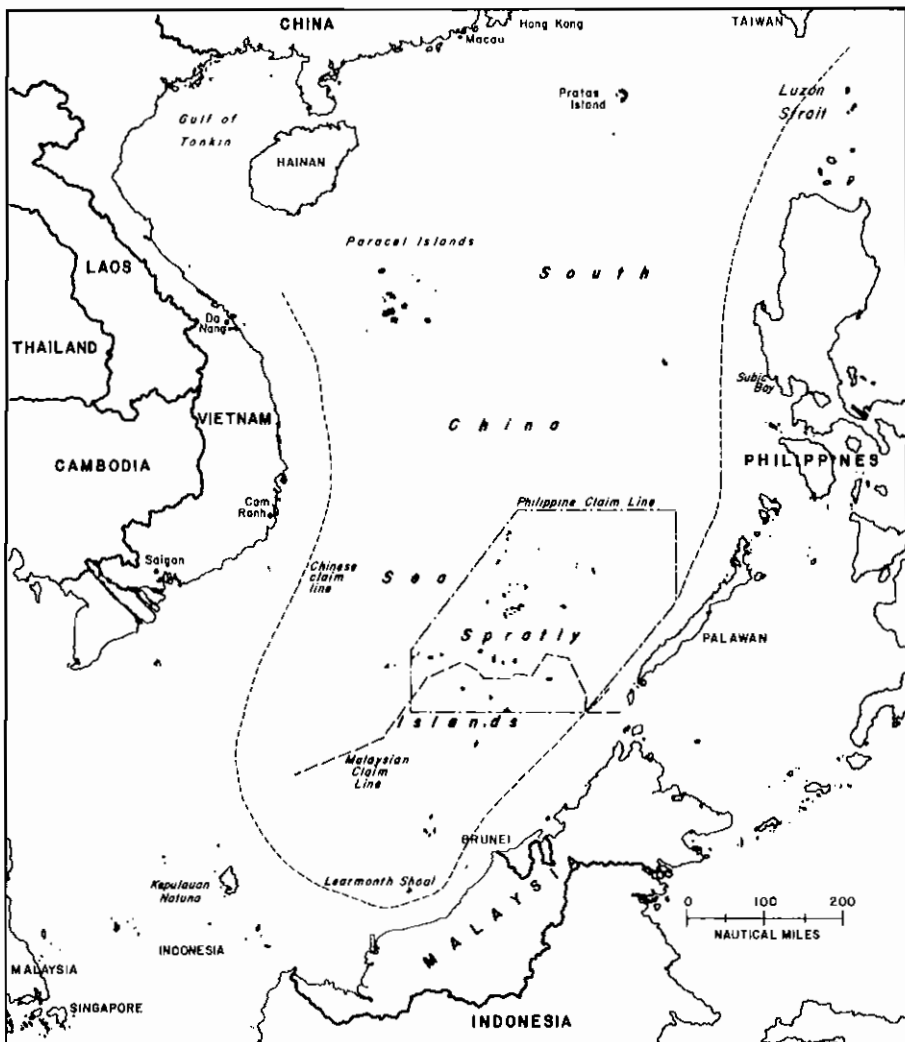 CHINA
Hong Kong
Macau
TAIWAN
Pratas
Island
Luzon
Strait
Gulf of
Tonkin
HAINAN
Paracel Islands
South
LAOS
Da
Nang
THAILAND
Subic
Bay
VIETNAM
China
CAMBODIA
PHILIPPINES
Cam
Ranh
Philippine Claim Line
Saigon
Chinese
claim
line
Sea
Spratly
PALAWAN
Islands
Malaysian
Claim
Line
BRUNEI
Learmonth Shoal
Kepulauan
Natuna
MALAYSI
0 100 200
NAUTICAL MILES
INDONESIA
MALAYSIA
SINGAPORE
INDONESIA